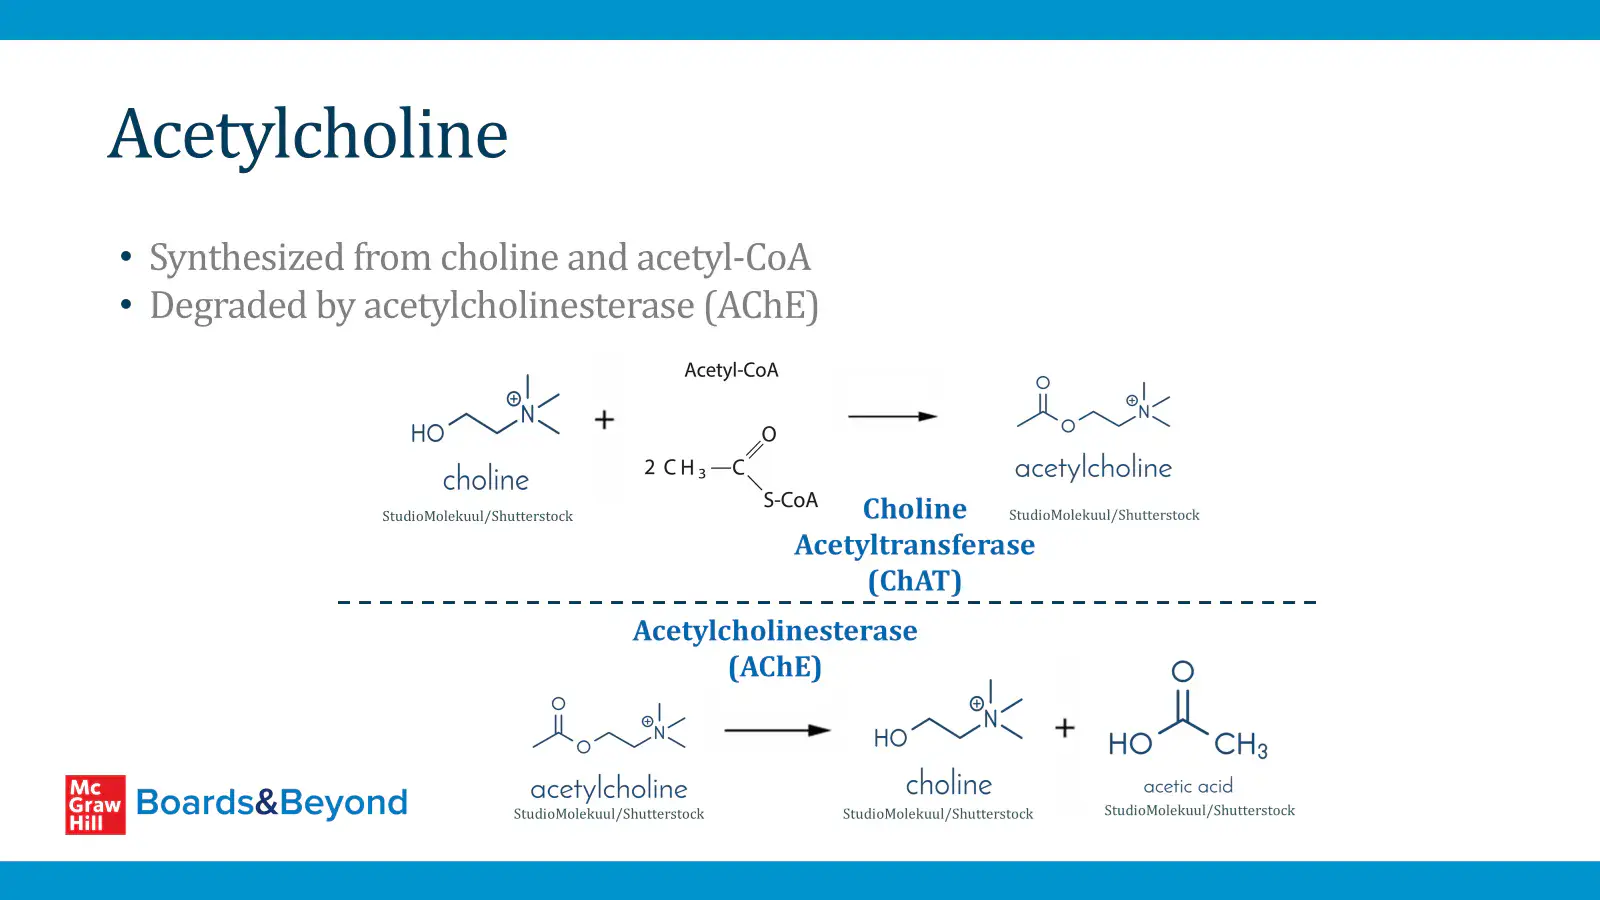 Acetylcholine
• Synthesized from choline and acetyl-CoA
• Degraded by acetylcholinesterase (AChE)
HO N ⊕
choline
StudioMolekuul/Shutterstock
+
Acetyl-CoA
O
2 CH3 — C
S-CoA
Choline
Acetyltransferase
(ChAT)
O
O N ⊕
acetylcholine
StudioMolekuul/Shutterstock
Acetylcholinesterase
(AChE)
O
O N ⊕
acetylcholine
StudioMolekuul/Shutterstock
HO N ⊕
choline
StudioMolekuul/Shutterstock
+
O
HO CH3
acetic acid
StudioMolekuul/Shutterstock
Mc
Graw
Hill
Boards&Beyond